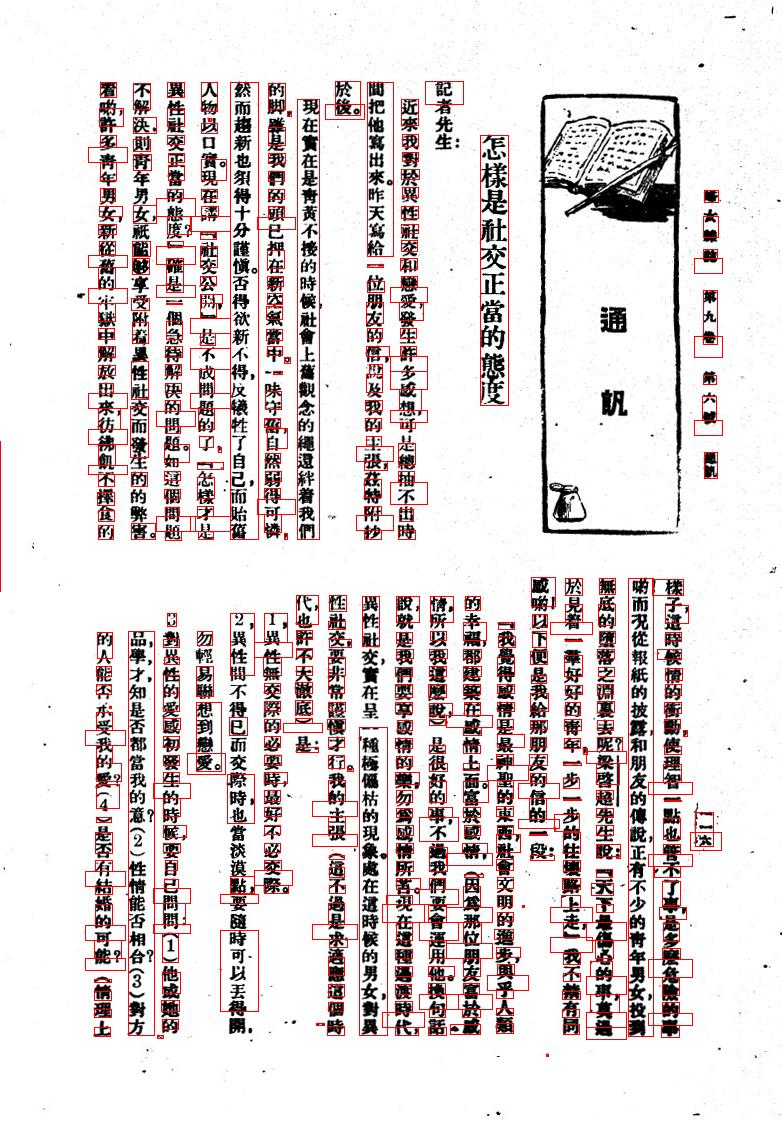 婦女雜誌 第九卷 第六號 通訊
一一六
通訊
怎樣是社交正當的態度
記者先生：
近來我對於異性社交和戀愛發生許多感想可是總抽不出時
間把他寫出來。昨天寫給一位朋友的信，說及我的主張，茲特附抄
於後。
現在實在是靑黃不接的時候，社會上舊觀念的繩還絆着我們
的脚，雖是我們的頭已押在新空氣當中。一味守舊，自然弱得可憐，
然而趨新也須得十分謹愼。否得欲新不得，反犧牲了自己而貽舊
人物以口實。現在講『社交公開』是不成問題的了。『怎樣才是
異性社交正當的態度？』確是一個急待解決的問題。如這個問題
不解決，則靑年男女，祇能夠享受附着異性社交而發生的的弊害。
看喲，許多靑年男女，新從舊的牢獄中解放出來，彷彿飢不擇食的
樣子，這時候情的衝動，使理智一點也管不了事，是多麼危險的事
喲而況從報紙的披露和朋友的傳說，正有不少的靑年男女，投到
無底的墮落之淵裏去呢？梁啓超先生說：『天下最傷心的事，莫過
於見着一羣好好的靑年，一步一步的往壞路上走。』我不禁有同
感喲！以下便是我給那朋友的信的一段：
『我覺得感情是最神聖的東西，社會文明的進步，與乎人類
的幸福，都建築在感情上面。富於感情，（因爲那位朋友富於感
情，所以我這麼說）是很好的事，不過我們要會運用他。換句話
說，就是我們要享感情的樂，勿爲感情所苦。現在這種過渡時代，
異性社交，實在呈一種極偏枯的現象。處在這時候的男女，對異
性社交，要非常謹愼才行。我的主張（這不過是求適應這個時
代，也許不大澈底）是：
1，異性無交際的必要時，最好不必交際。
2，異性間不得已而交際時，也當淡漠點，要隨時可以丟得開，
勿輕易聯想到戀愛。
3，對異性的愛感初發生的時候，要自己問問：（1）他或她的
品，學，才，知是否都當我的意？（2）性情能否相合？（3）對方
的人能否承受我的愛？（4）是否有結婚的可能？（情理上